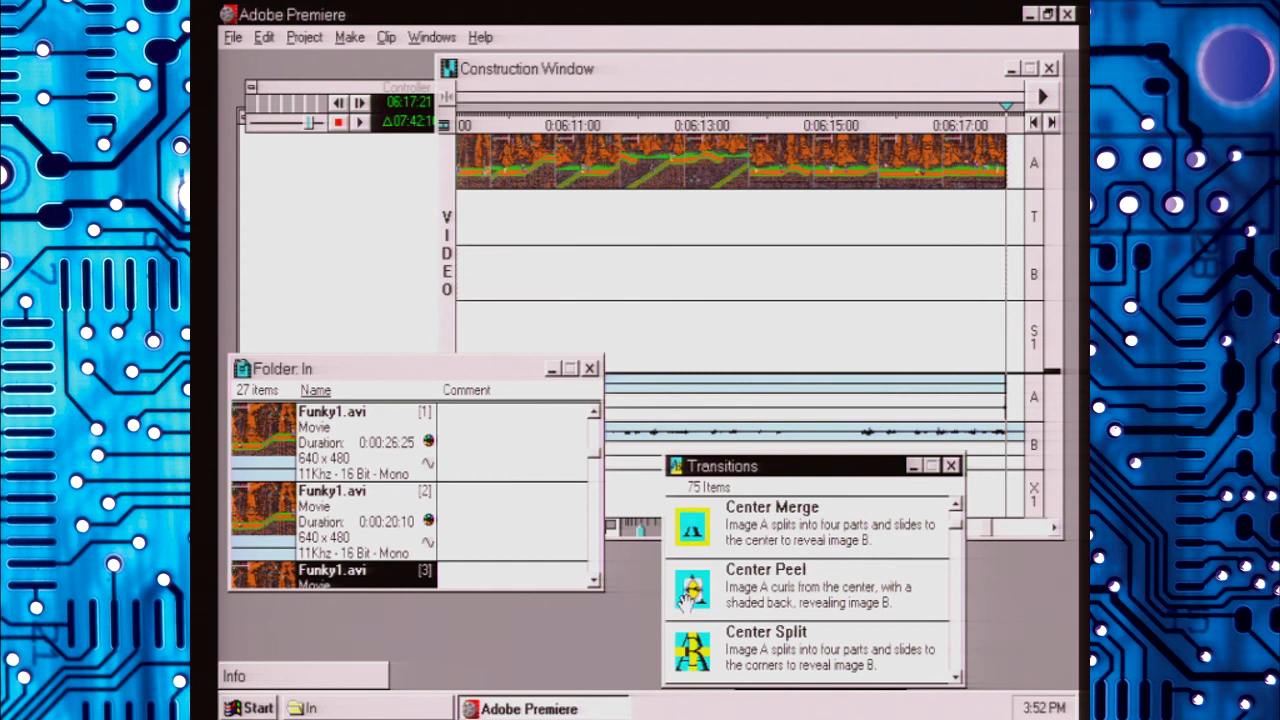 Adobe Premiere
File Edit Project Make Clip Windows Help
Construction Window
Controller
06:17:21
△07:42:10
00 0:06:11:00 0:06:13:00 0:06:15:00 0:06:17:00
A
VIDEO
T
B
S
1
Folder: In
27 items Name Comment
Funky1.avi [1]
Movie
Duration: 0:00:26:25
640 x 480
11Khz - 16 Bit - Mono
Funky1.avi [2]
Movie
Duration: 0:00:20:10
640 x 480
11Khz - 16 Bit - Mono
Funky1.avi [3]
Movie
A
B
X
1
Transitions
75 Items
Center Merge
Image A splits into four parts and slides to
the center to reveal image B.
Center Peel
Image A curls from the center, with a
shaded back, revealing image B.
Center Split
Image A splits into four parts and slides to
the corners to reveal image B.
Info
Start In Adobe Premiere 3:52 PM